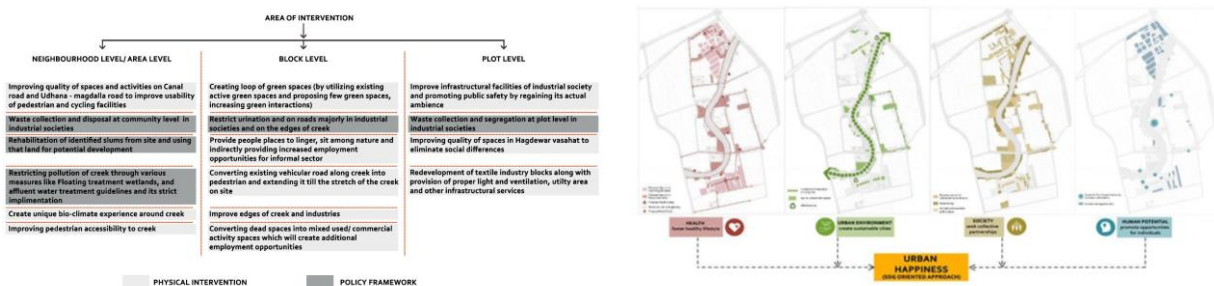 AREA OF INTERVENTION
NEIGHBOURHOOD LEVEL/ AREA LEVEL
Improving quality of spaces and activities on Canal
road and Udhana - magdalla road to improve usability
of pedestrian and cycling facilities
Waste collection and disposal at community level in
industrial societies
Rehabilitation of identified slums from site and using
that land for potential development
Restricting pollution of creek through various
measures like Floating treatment wetlands, and
affluent water treatment guidelines and its strict
implimentation
Create unique bio-climate experience around creek
Improving pedestrian accessibility to creek
BLOCK LEVEL
Creating loop of green spaces (by utilizing existing
active green spaces and proposing few green spaces,
increasing green interactions)
Restrict urination and on roads majorly in industrial
societies and on the edges of creek
Provide people places to linger, sit among nature and
indirectly providing increased employment
opportunities for informal sector
Converting existing vehicular road along creek into
pedestrian and extending it till the stretch of the creek
on site
Improve edges of creek and industries
Converting dead spaces into mixed used/ commercial
activity spaces which will create additional
employment opportunities
PLOT LEVEL
Improve infrastructural facilities of industrial society
and promoting public safety by regaining its actual
ambience
Waste collection and segregation at plot level in
industrial societies
Improving quality of spaces in Hagdewar vasahat to
eliminate social differences
Redevelopment of textile industry blocks along with
provision of proper light and ventilation, utilty area
and other infrastructural services
PHYSICAL INTERVENTION
POLICY FRAMEWORK
HEALTH
foster healthy lifestyle
URBAN ENVIRONMENT
create sustainable cities
SOCIETY
seek collective
partnerships
HUMAN POTENTIAL
promote opportunities
for individuals
URBAN
HAPPINESS
(SDG ORIENTED APPROACH)